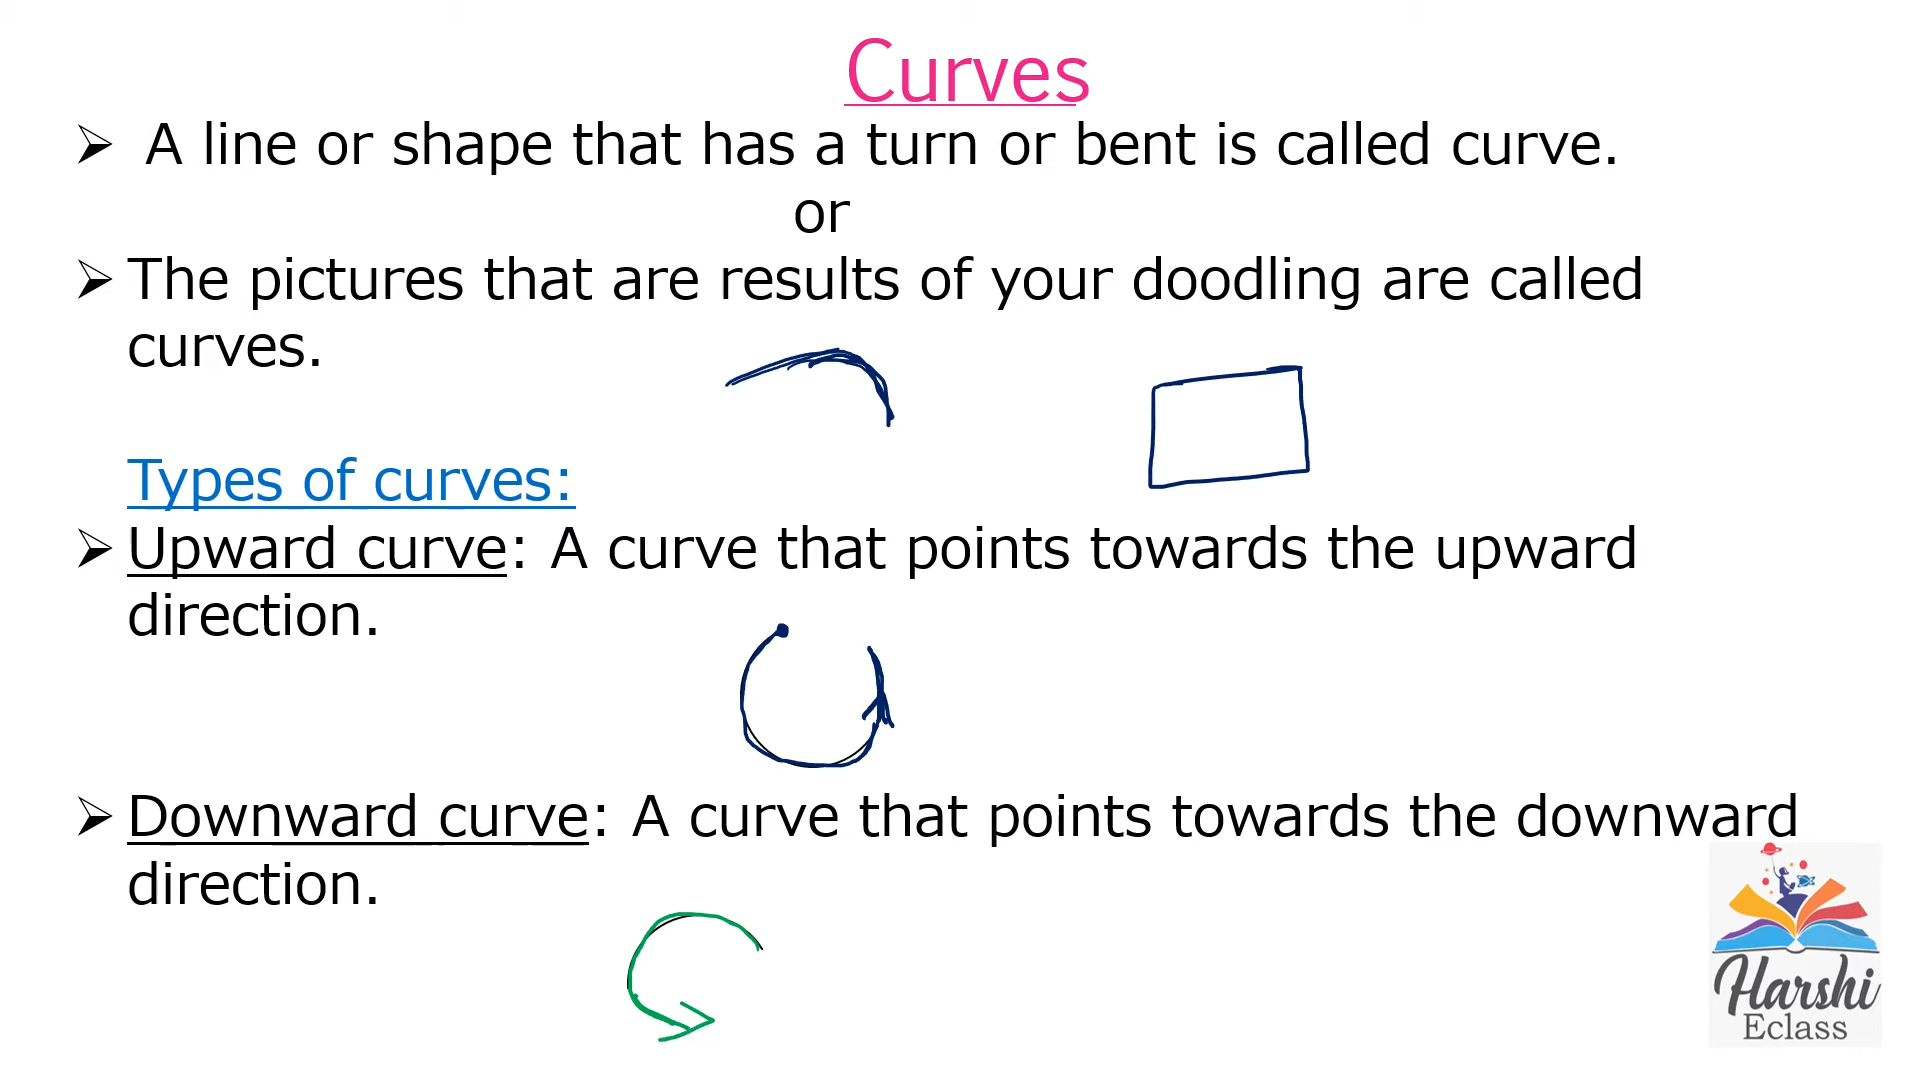 Curves
➢ A line or shape that has a turn or bent is called curve.
or
➢ The pictures that are results of your doodling are called
curves.
Types of curves:
➢ Upward curve: A curve that points towards the upward
direction.
➢ Downward curve: A curve that points towards the downward
direction.
Harshi
Eclass